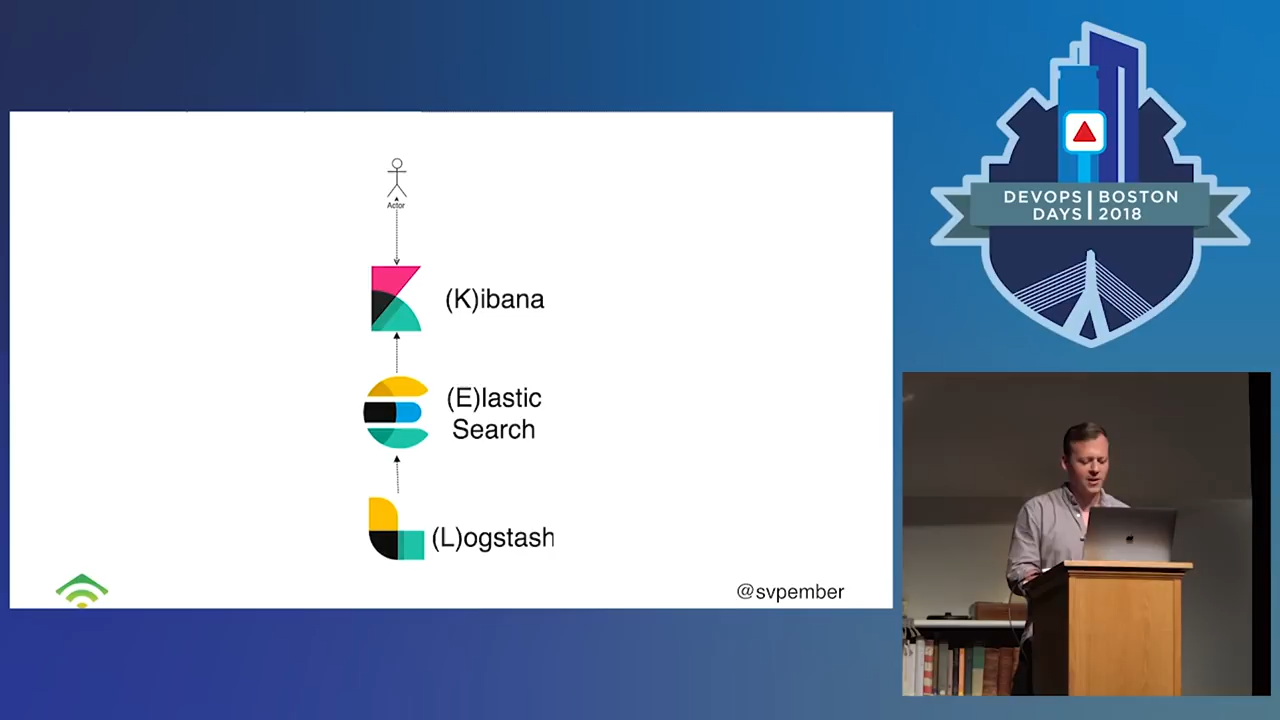 Actor
(K)ibana
(E)lastic
Search
(L)ogstash
@svpember
DEVOPS BOSTON
DAYS 2018